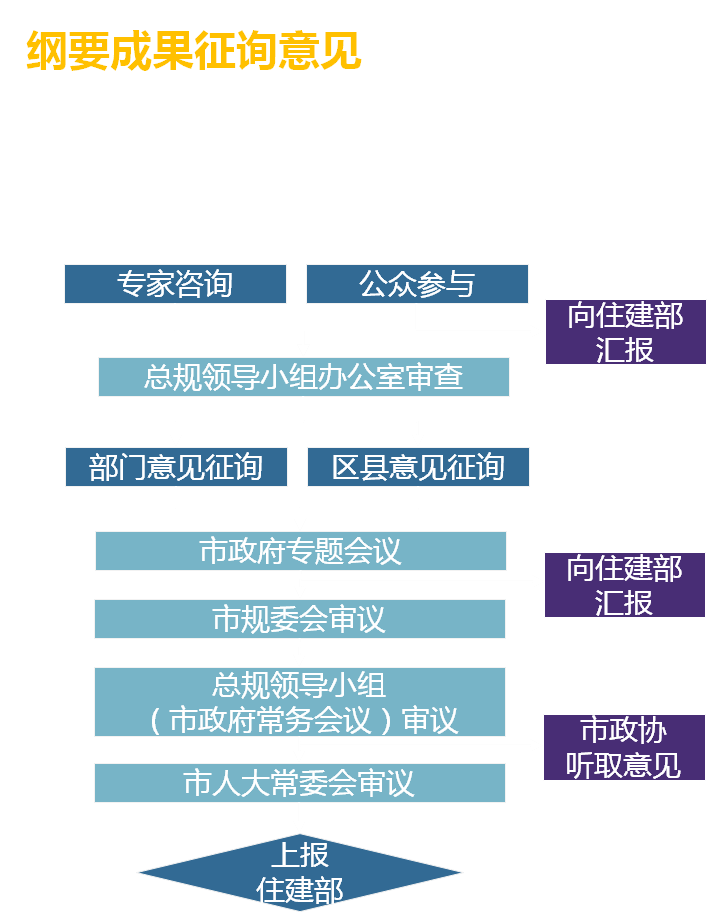 纲要成果征询意见
专家咨询
公众参与
向住建部
汇报
总规领导小组办公室审查
部门意见征询
区县意见征询
市政府专题会议
向住建部
汇报
市规委会审议
总规领导小组
（市政府常务会议）审议
市政协
听取意见
市人大常委会审议
上报
住建部